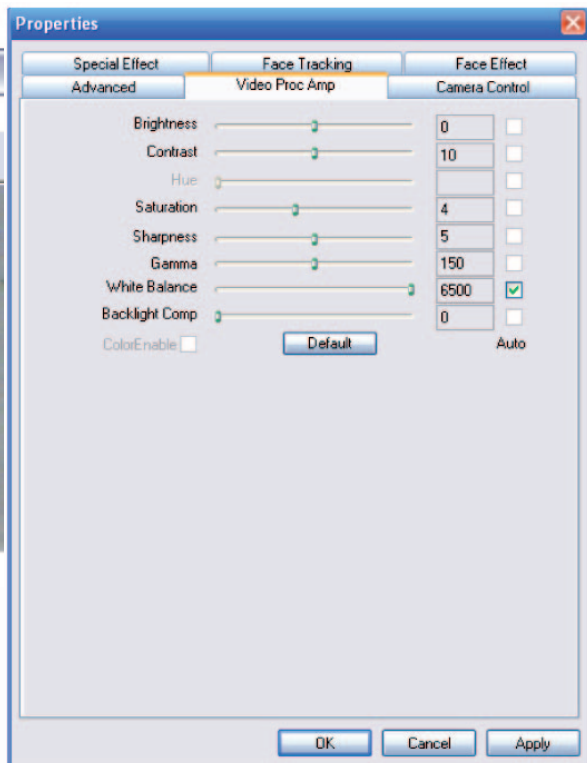 Properties
Special Effect Face Tracking Face Effect
Advanced Video Proc Amp Camera Control
Brightness 0
Contrast 10
Hue
Saturation 4
Sharpness 5
Gamma 150
White Balance 6500
Backlight Comp 0
ColorEnable Default Auto
OK Cancel Apply